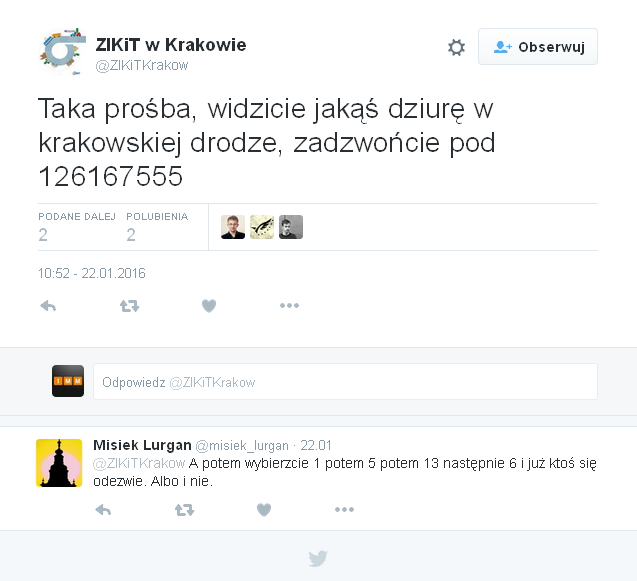 ZIKiT w Krakowie
@ZIKiTKrakow
Obserwuj
Taka prośba, widzicie jakąś dziurę w
krakowskiej drodze, zadzwońcie pod
126167555
PODANE DALEJ POLUBIENIA
2 2
10:52 - 22.01.2016
IMM
Odpowiedz @ZIKiTKrakow
Misiek Lurgan @misiek_lurgan · 22.01
@ZIKiTKrakow A potem wybierzcie 1 potem 5 potem 13 następnie 6 i już ktoś się
odezwie. Albo i nie.